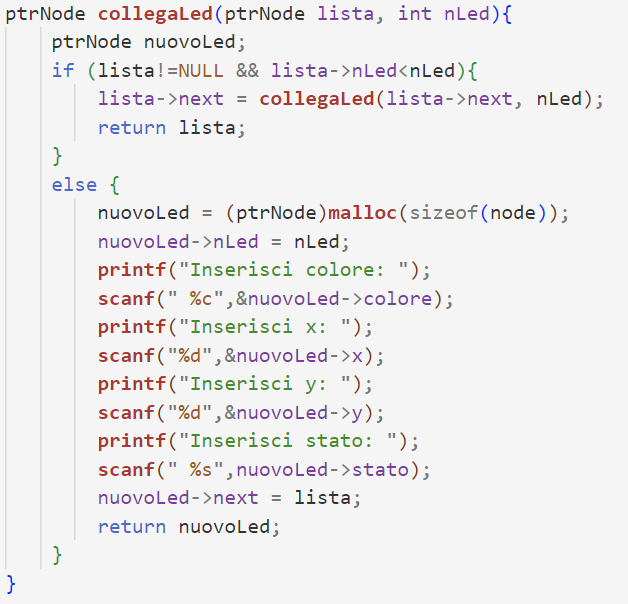 ptrNode collegaLed(ptrNode lista, int nLed){
    ptrNode nuovoLed;
    if (lista!=NULL && lista->nLed<nLed){
        lista->next = collegaLed(lista->next, nLed);
        return lista;
    }
    else {
        nuovoLed = (ptrNode)malloc(sizeof(node));
        nuovoLed->nLed = nLed;
        printf("Inserisci colore: ");
        scanf(" %c",&nuovoLed->colore);
        printf("Inserisci x: ");
        scanf("%d",&nuovoLed->x);
        printf("Inserisci y: ");
        scanf("%d",&nuovoLed->y);
        printf("Inserisci stato: ");
        scanf(" %s",nuovoLed->stato);
        nuovoLed->next = lista;
        return nuovoLed;
    }
}